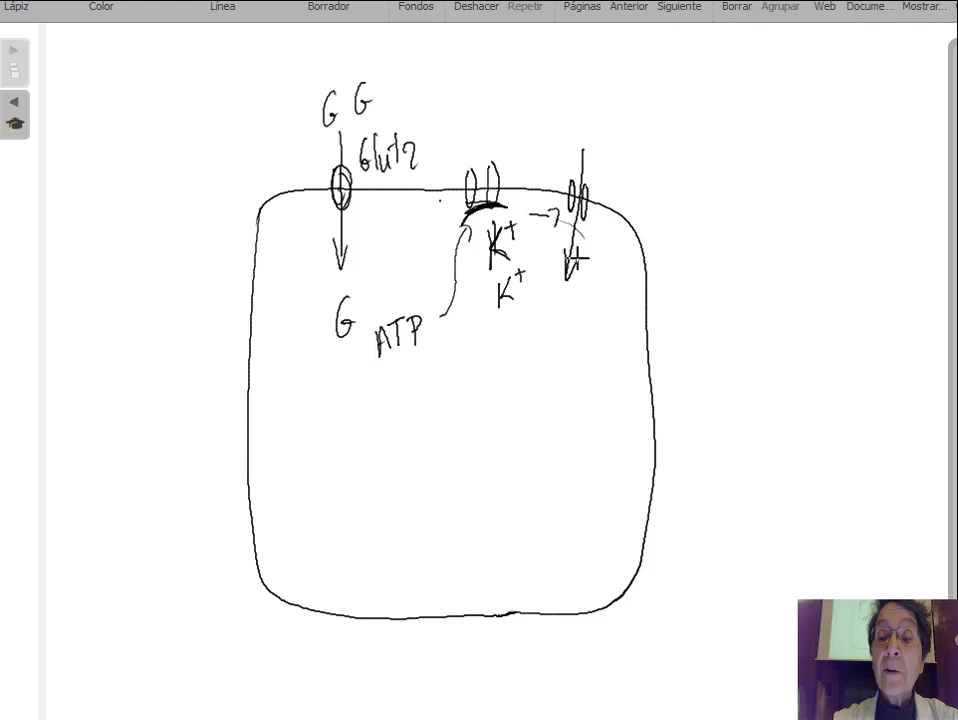 Lápiz Color Línea Borrador Fondos Deshacer Repetir Páginas Anterior Siguiente Borrar Agrupar Web Docume... Mostrar...
G G
Glut2
K+
K+
G
ATP